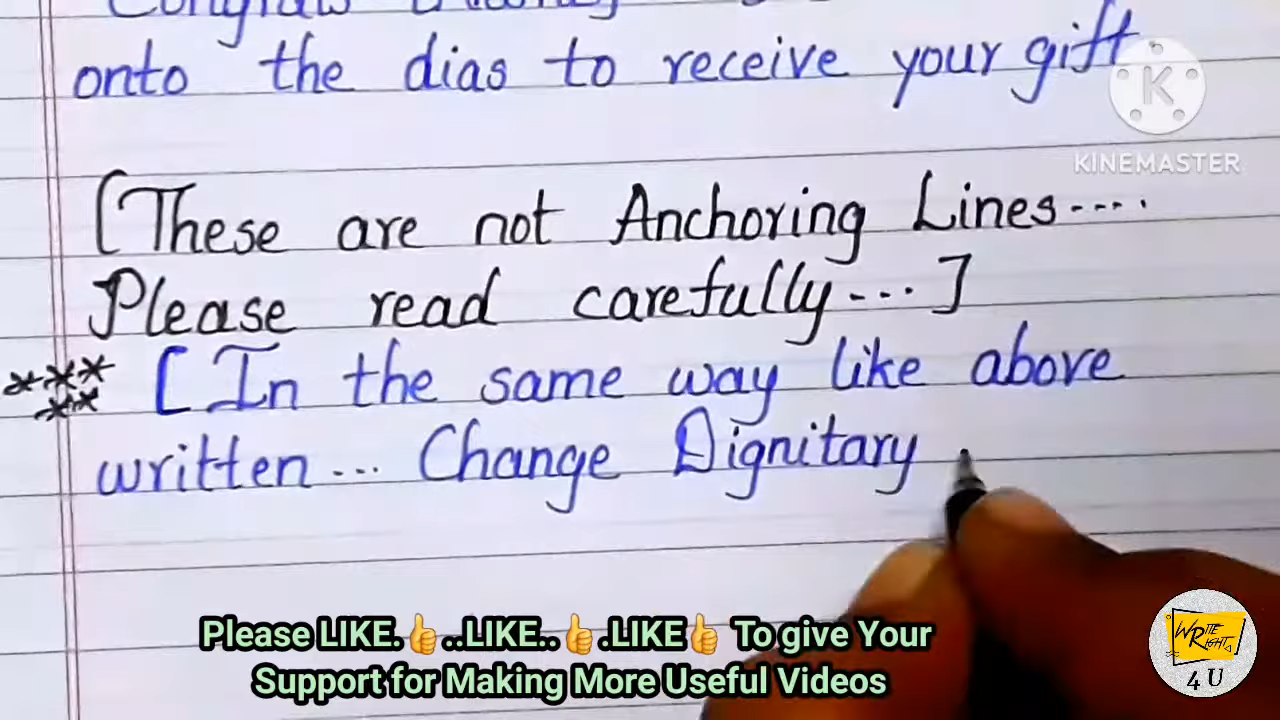 onto the dias to receive your gift
K
KINEMASTER
[These are not Anchoring Lines....
Please read carefully...]
*** [In the same way like above
** written... Change Dignitary
Please LIKE.👍..LIKE..👍.LIKE👍 To give Your
Support for Making More Useful Videos
WRITE
RIGHT
4 U